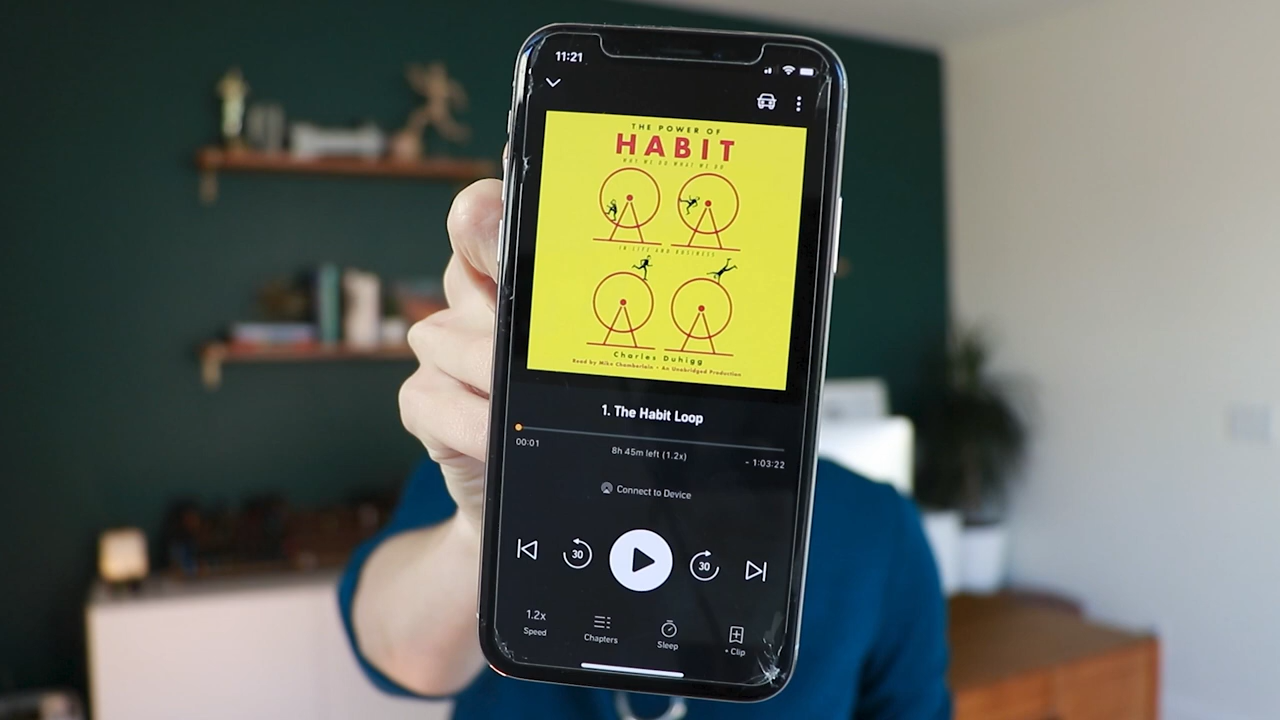 11:21
THE POWER OF
HABIT
WHY WE DO WHAT WE DO
IN LIFE AND BUSINESS
Charles Duhigg
Read by Mike Chamberlain • An Unabridged Production
1. The Habit Loop
00:01
8h 45m left (1.2x)
- 1:03:22
Connect to Device
30
30
1.2x
Speed
Chapters
Sleep
+ Clip